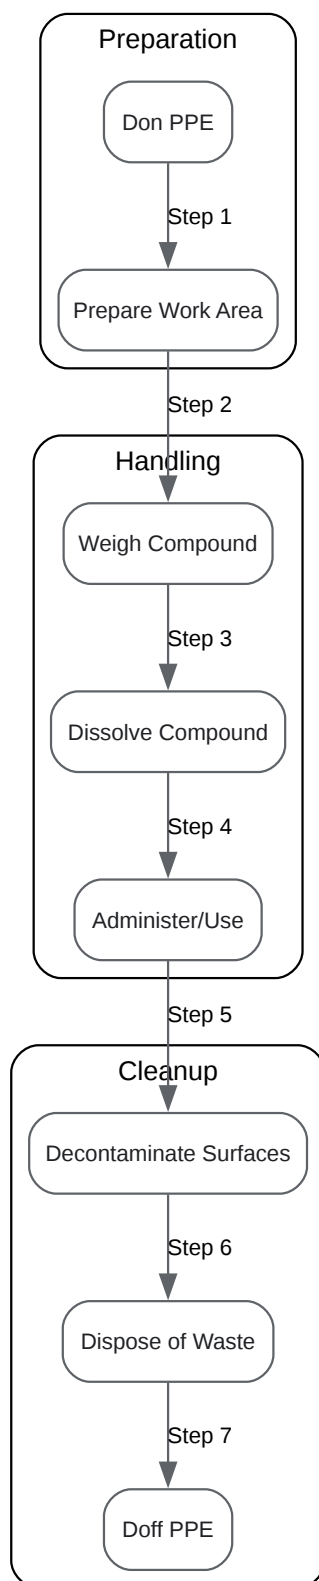 Preparation
Don PPE
Step 1
Prepare Work Area
Step 2
Handling
Weigh Compound
Step 3
Dissolve Compound
Step 4
Administer/Use
Step 5
Cleanup
Decontaminate Surfaces
Step 6
Dispose of Waste
Step 7
Doff PPE